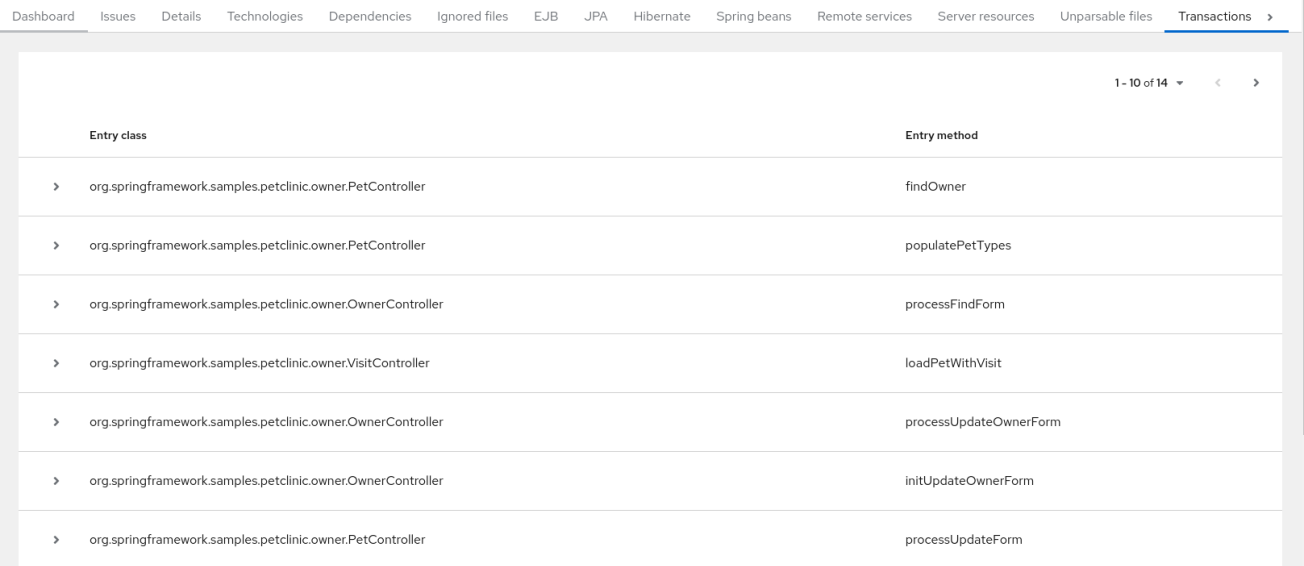 Dashboard Issues Details Technologies Dependencies Ignored files EJB JPA Hibernate Spring beans Remote services Server resources Unparsable files Transactions
1 - 10 of 14
Entry class Entry method
org.springframework.samples.petclinic.owner.PetController findOwner
org.springframework.samples.petclinic.owner.PetController populatePetTypes
org.springframework.samples.petclinic.owner.OwnerController processFindForm
org.springframework.samples.petclinic.owner.VisitController loadPetWithVisit
org.springframework.samples.petclinic.owner.OwnerController processUpdateOwnerForm
org.springframework.samples.petclinic.owner.OwnerController initUpdateOwnerForm
org.springframework.samples.petclinic.owner.PetController processUpdateForm